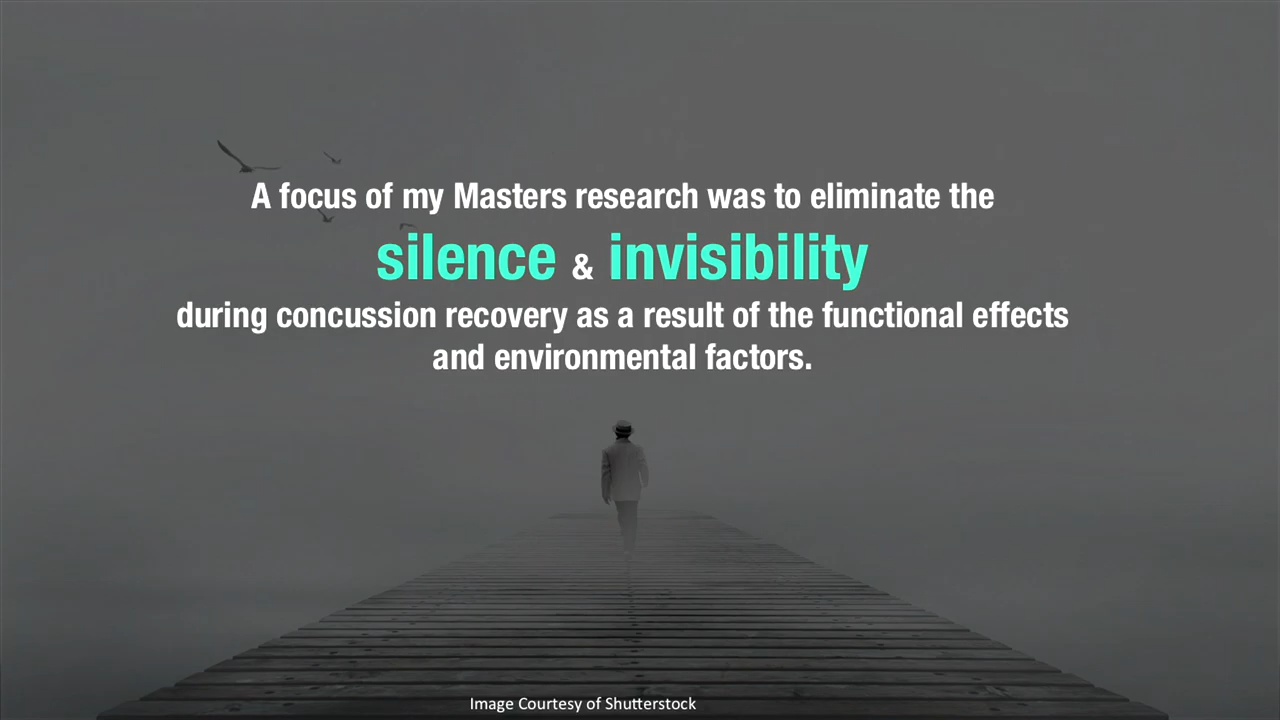 A focus of my Masters research was to eliminate the
silence & invisibility
during concussion recovery as a result of the functional effects
and environmental factors.
Image Courtesy of Shutterstock